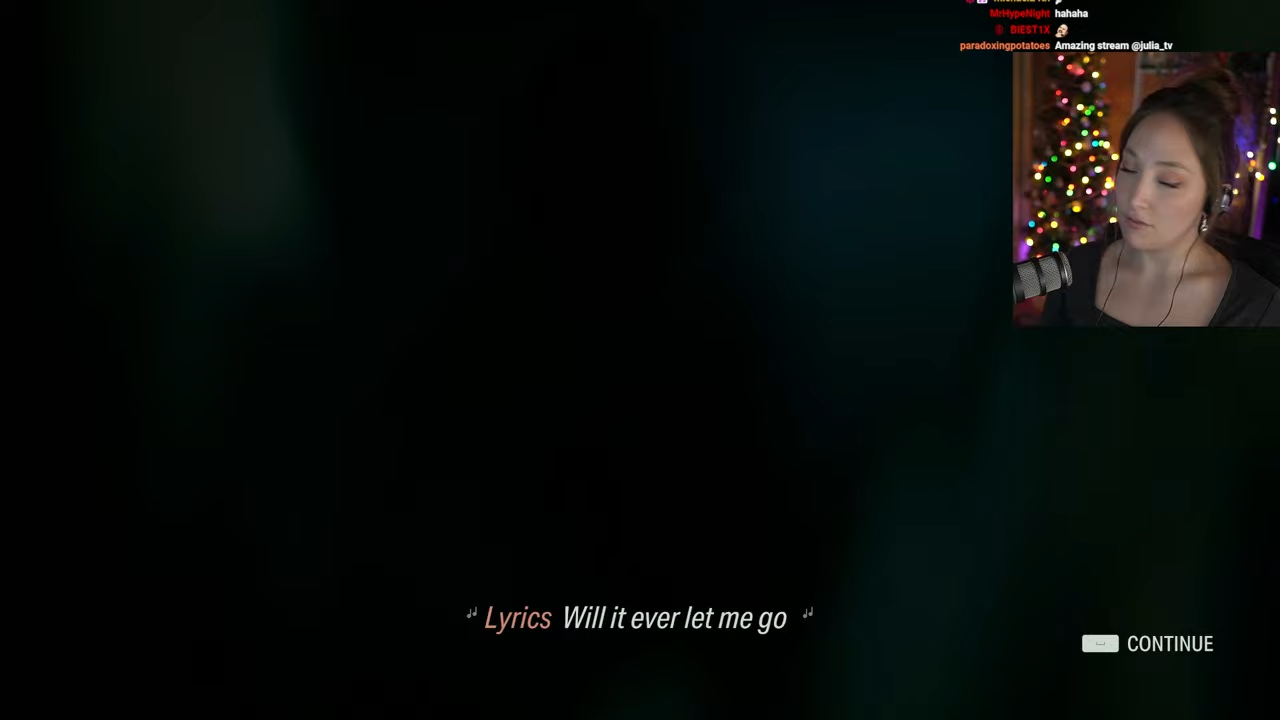 MrHypeNight hahaha
BIEST1X
paradoxingpotatoes Amazing stream @julia_tv
Lyrics Will it ever let me go
CONTINUE